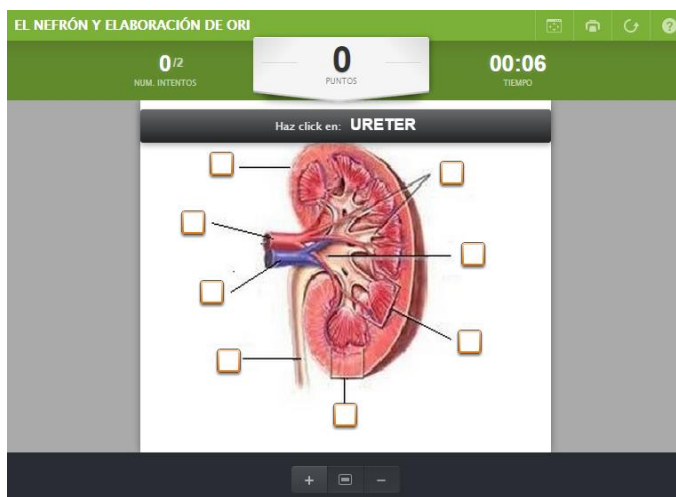 EL NEFRÓN Y ELABORACIÓN DE ORI
0/2
NUM. INTENTOS
0
PUNTOS
00:06
TIEMPO
Haz click en: URETER